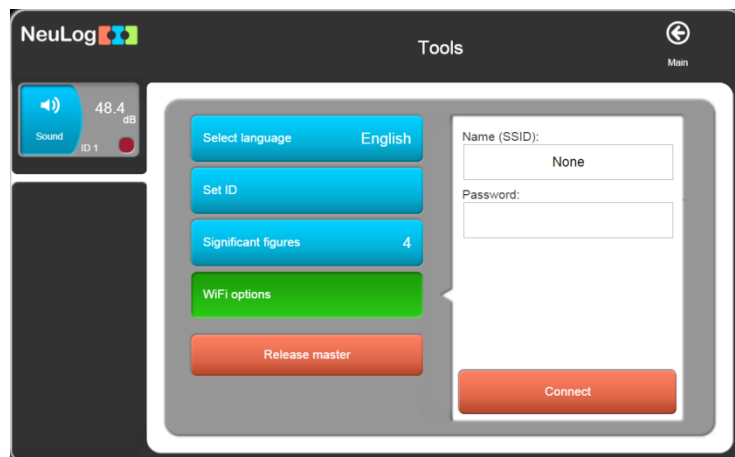 NeuLog
Tools
Main
48.4
dB
Sound
ID 1
Select language English
Set ID
Significant figures 4
WiFi options
Release master
Name (SSID):
None
Password:
Connect